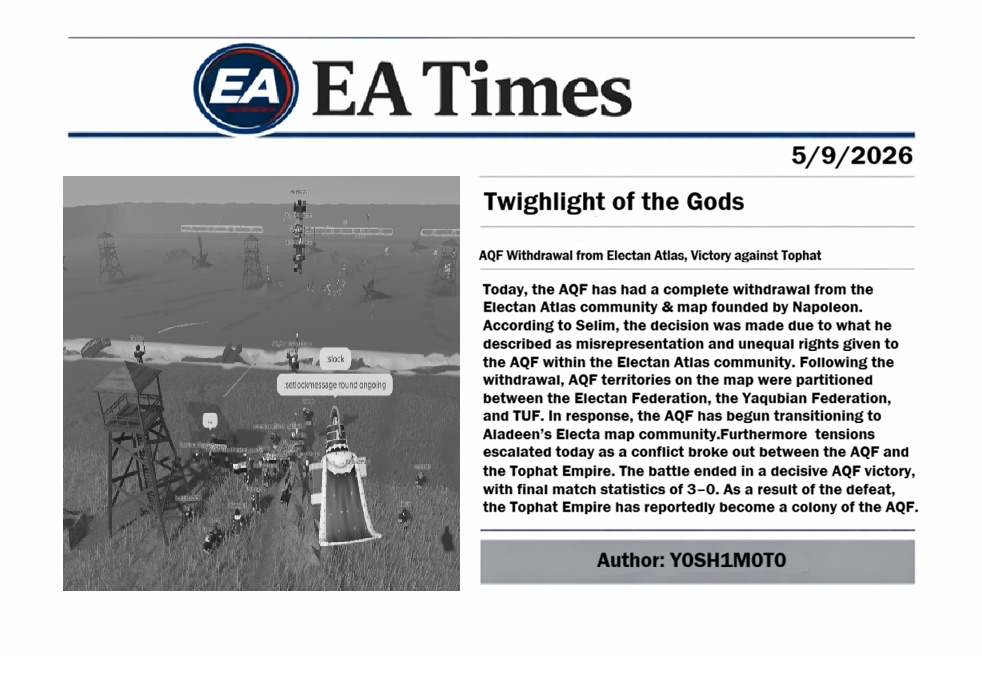 EA
EA Times
5/9/2026
:slock
:setlockmessage round ongoing
Twighlight of the Gods
AQF Withdrawal from Electan Atlas, Victory against Tophat
Today, the AQF has had a complete withdrawal from the
Electan Atlas community & map founded by Napoleon.
According to Selim, the decision was made due to what he
described as misrepresentation and unequal rights given to
the AQF within the Electan Atlas community. Following the
withdrawal, AQF territories on the map were partitioned
between the Electan Federation, the Yaqubian Federation,
and TUF. In response, the AQF has begun transitioning to
Aladeen's Electa map community.Furthermore tensions
escalated today as a conflict broke out between the AQF and
the Tophat Empire. The battle ended in a decisive AQF victory,
with final match statistics of 3–0. As a result of the defeat,
the Tophat Empire has reportedly become a colony of the AQF.
Author: Y0SH1M0T0